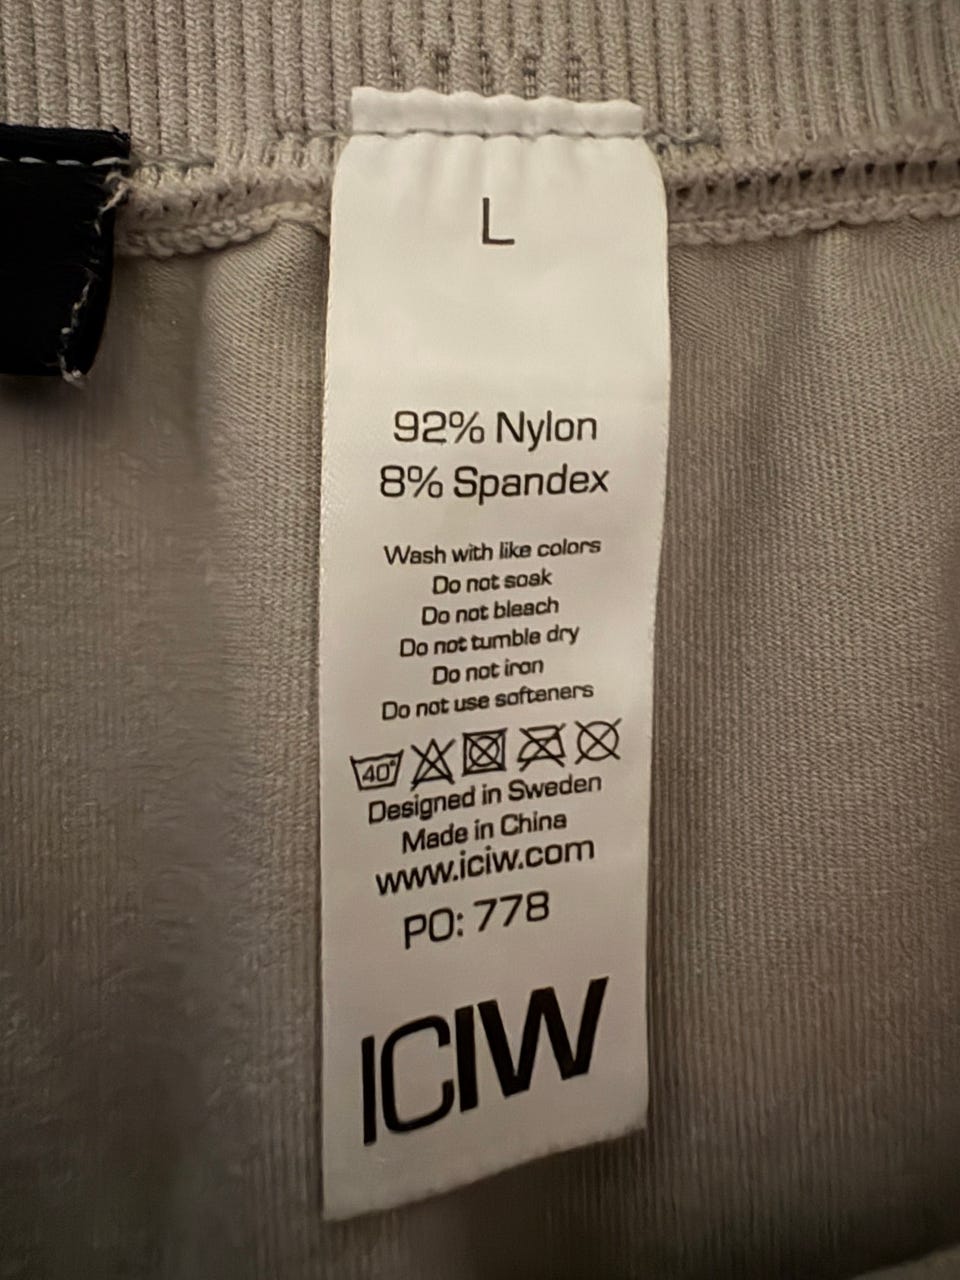 L
92% Nylon
8% Spandex
Wash with like colors
Do not soak
Do not bleach
Do not tumble dry
Do not iron
Do not use softeners
40°
Designed in Sweden
Made in China
www.iciw.com
PO: 778
ICIW